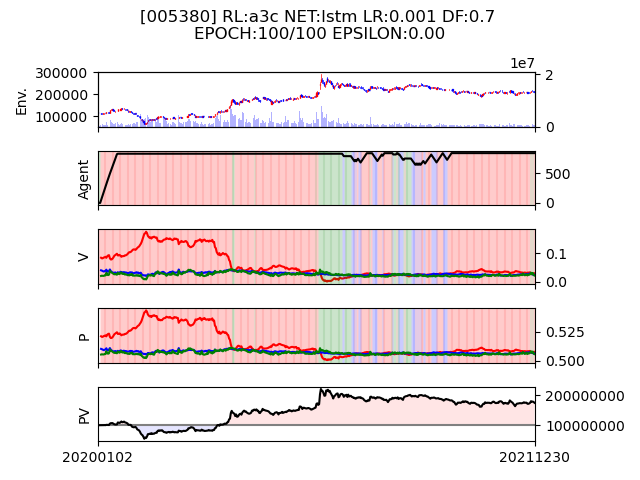 [005380] RL:a3c NET:lstm LR:0.001 DF:0.7
EPOCH:100/100 EPSILON:0.00
1e7
Env.
300000
200000
100000
2
0
Agent
500
0
V
0.1
0.0
P
0.525
0.500
PV
200000000
100000000
20200102
20211230